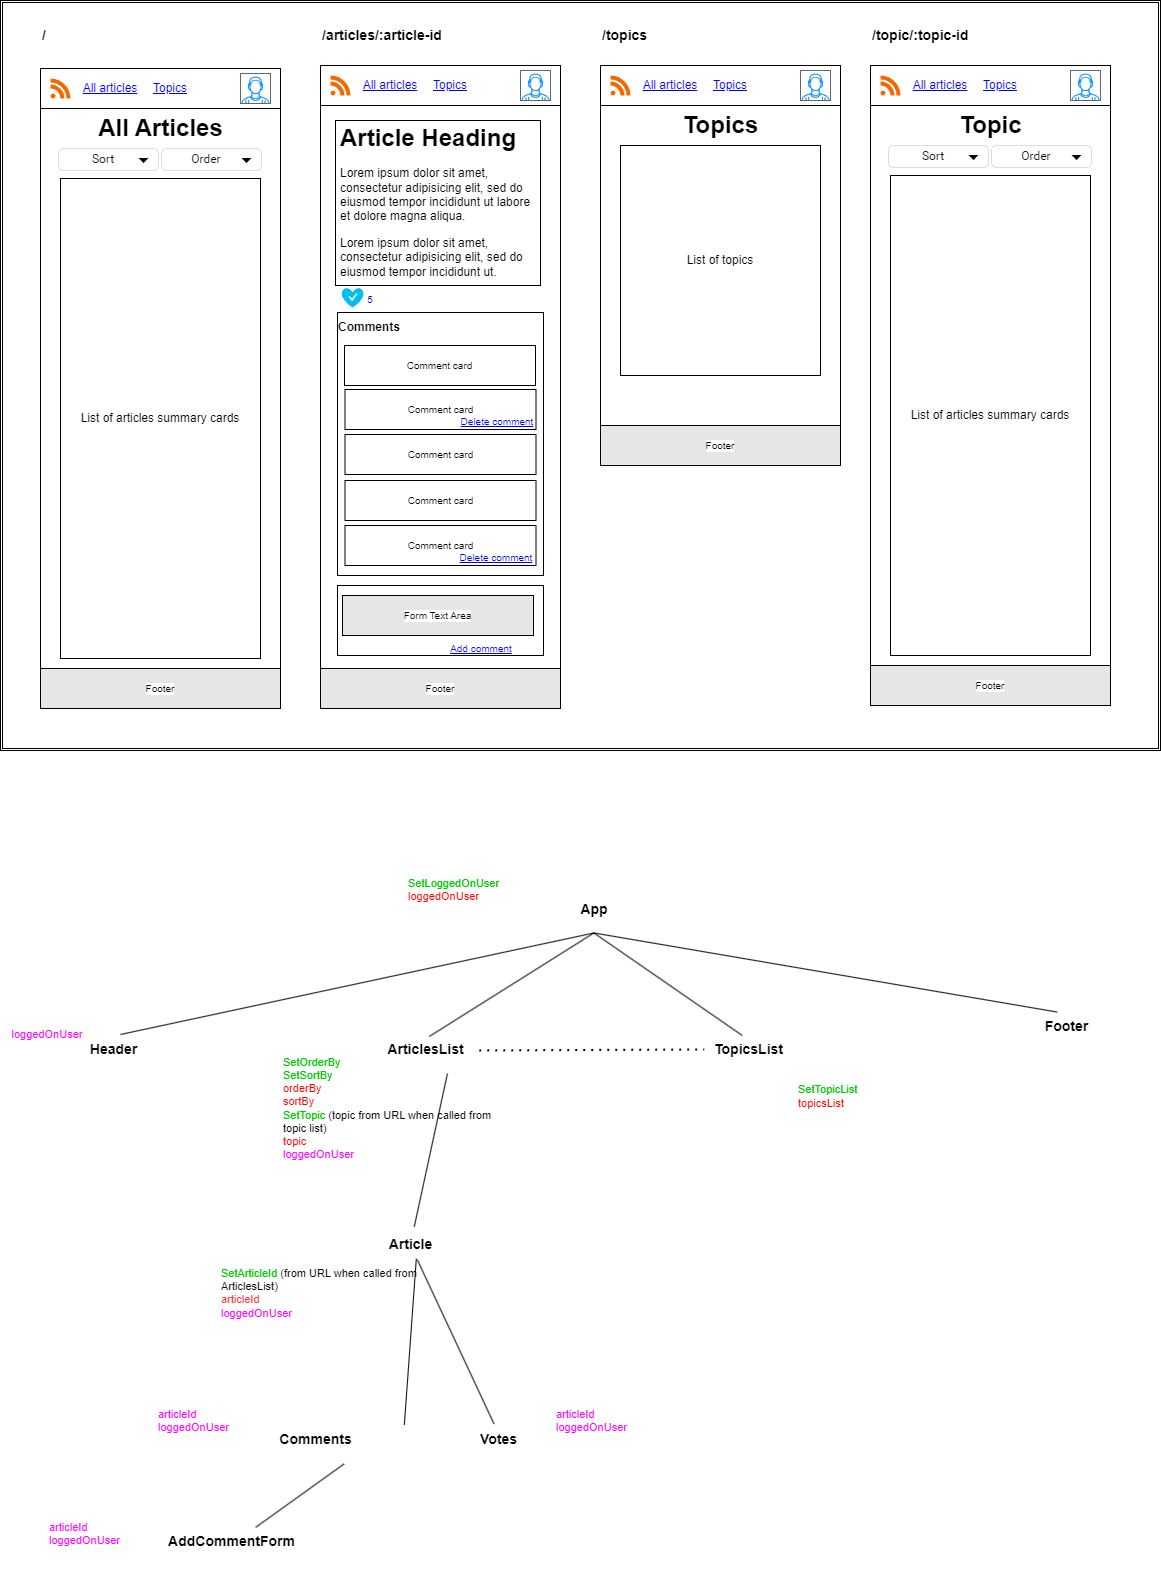 /
/articles/:article-id
/topics
/topic/:topic-id
All articles
Topics
All Articles
Sort
Order
List of articles summary cards
Footer
All articles
Topics
Article Heading
Lorem ipsum dolor sit amet,
consectetur adipisicing elit, sed do
eiusmod tempor incididunt ut labore
et dolore magna aliqua.
Lorem ipsum dolor sit amet,
consectetur adipisicing elit, sed do
eiusmod tempor incididunt ut.
5
Comments
Comment card
Comment card
Delete comment
Comment card
Comment card
Comment card
Delete comment
Form Text Area
Add comment
Footer
All articles
Topics
Topics
List of topics
Footer
All articles
Topics
Topic
Sort
Order
List of articles summary cards
Footer
SetLoggedOnUser
loggedOnUser
App
loggedOnUser
Header
ArticlesList
TopicsList
Footer
SetOrderBy
SetSortBy
orderBy
sortBy
SetTopic (topic from URL when called from
topic list)
topic
loggedOnUser
SetTopicList
topicsList
Article
SetArticleId (from URL when called from
ArticlesList)
articleId
loggedOnUser
articleId
loggedOnUser
Comments
Votes
articleId
loggedOnUser
articleId
loggedOnUser
AddCommentForm